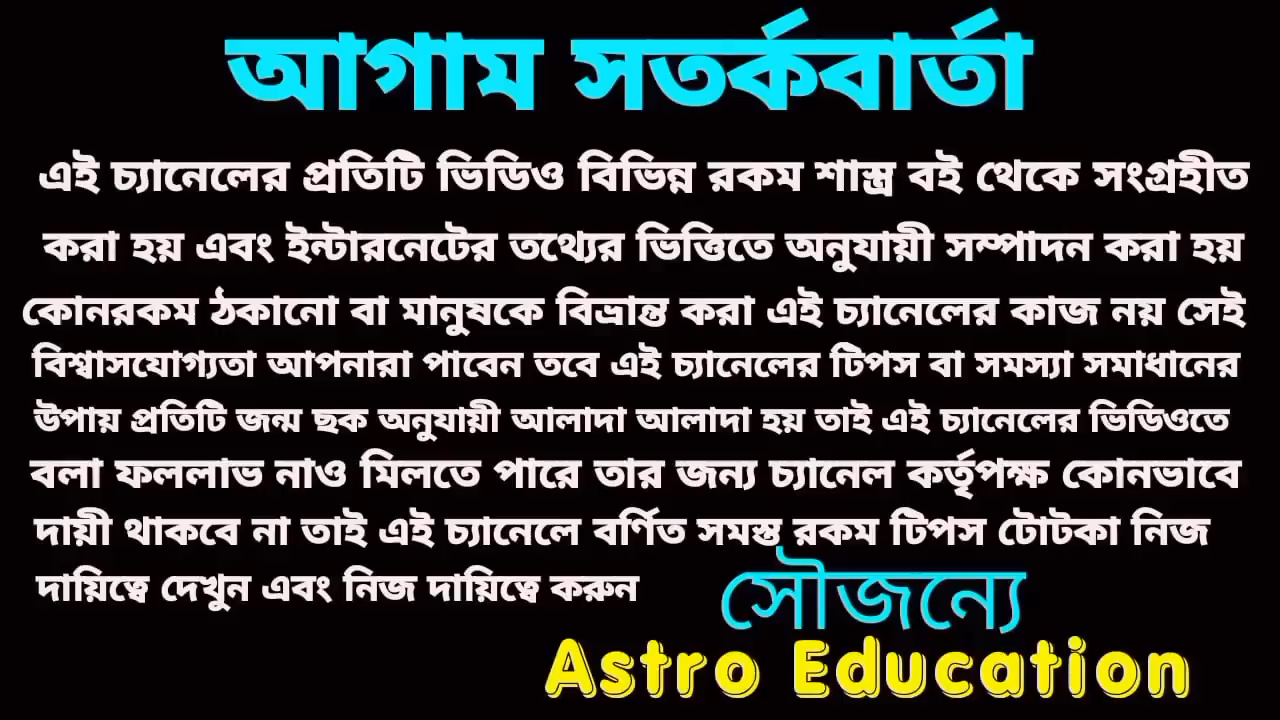 আগাম সতর্কবার্তা
এই চ্যানেলের প্রতিটি ভিডিও বিভিন্ন রকম শাস্ত্র বই থেকে সংগ্রহীত
করা হয় এবং ইন্টারনেটের তথ্যের ভিত্তিতে অনুযায়ী সম্পাদন করা হয়
কোনরকম ঠকানো বা মানুষকে বিভ্রান্ত করা এই চ্যানেলের কাজ নয় সেই
বিশ্বাসযোগ্যতা আপনারা পাবেন তবে এই চ্যানেলের টিপস বা সমস্যা সমাধানের
উপায় প্রতিটি জন্ম ছক অনুযায়ী আলাদা আলাদা হয় তাই এই চ্যানেলের ভিডিওতে
বলা ফললাভ নাও মিলতে পারে তার জন্য চ্যানেল কর্তৃপক্ষ কোনভাবে
দায়ী থাকবে না তাই এই চ্যানেলে বর্ণিত সমস্ত রকম টিপস টোটকা নিজ
দায়িত্বে দেখুন এবং নিজ দায়িত্বে করুন
সৌজন্যে
Astro Education